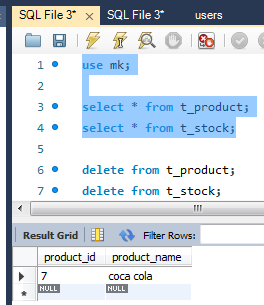 SQL File 3* SQL File 3* users
1 use mk;
2
3 select * from t_product;
4 select * from t_stock;
5
6 delete from t_product;
7 delete from t_stock;
Result Grid Filter Rows:
product_id product_name
7 coca cola
NULL NULL